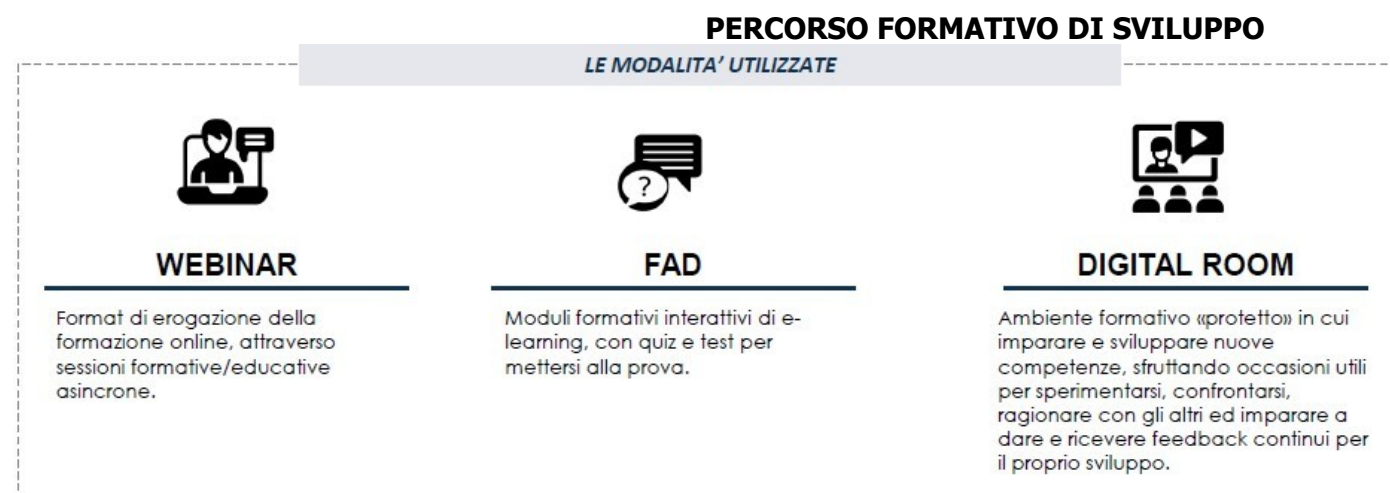 PERCORSO FORMATIVO DI SVILUPPO
LE MODALITA' UTILIZZATE
?
WEBINAR
Format di erogazione della
formazione online, attraverso
sessioni formative/educative
asincrone.
FAD
Moduli formativi interattivi di e-
learning, con quiz e test per
mettersi alla prova.
DIGITAL ROOM
Ambiente formativo «protetto» in cui
imparare e sviluppare nuove
competenze, sfruttando occasioni utili
per sperimentarsi, confrontarsi,
ragionare con gli altri ed imparare a
dare e ricevere feedback continui per
il proprio sviluppo.